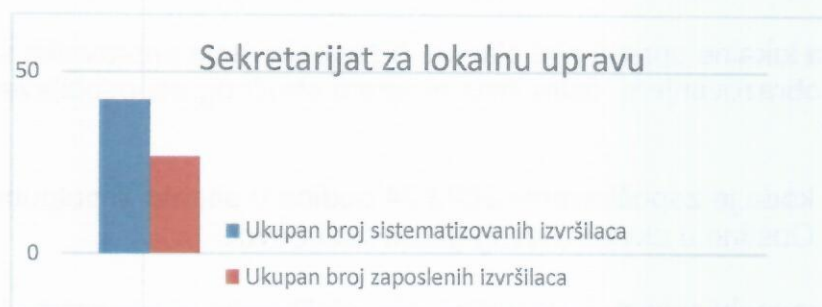 Sekretarijat za lokalnu upravu
50
0
Ukupan broj sistematizovanih izvršilaca
Ukupan broj zaposlenih izvršilaca